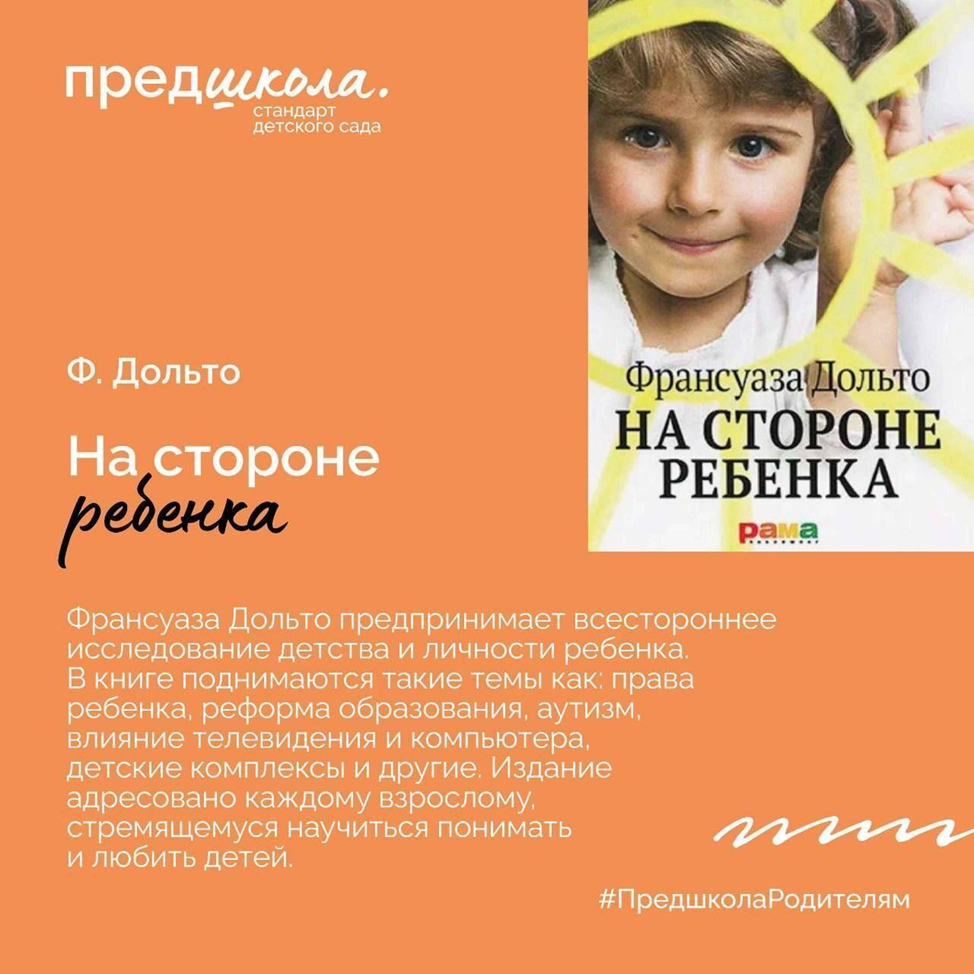 предшкола.
стандарт
детского сада
Франсуаза Дольто
НА СТОРОНЕ
РЕБЕНКА
рама
Ф. Дольто
На стороне
ребенка
Франсуаза Дольто предпринимает всестороннее
исследование детства и личности ребенка.
В книге поднимаются такие темы как: права
ребенка, реформа образования, аутизм,
влияние телевидения и компьютера,
детские комплексы и другие. Издание
адресовано каждому взрослому,
стремящемуся научиться понимать
и любить детей.
#ПредшколаРодителям